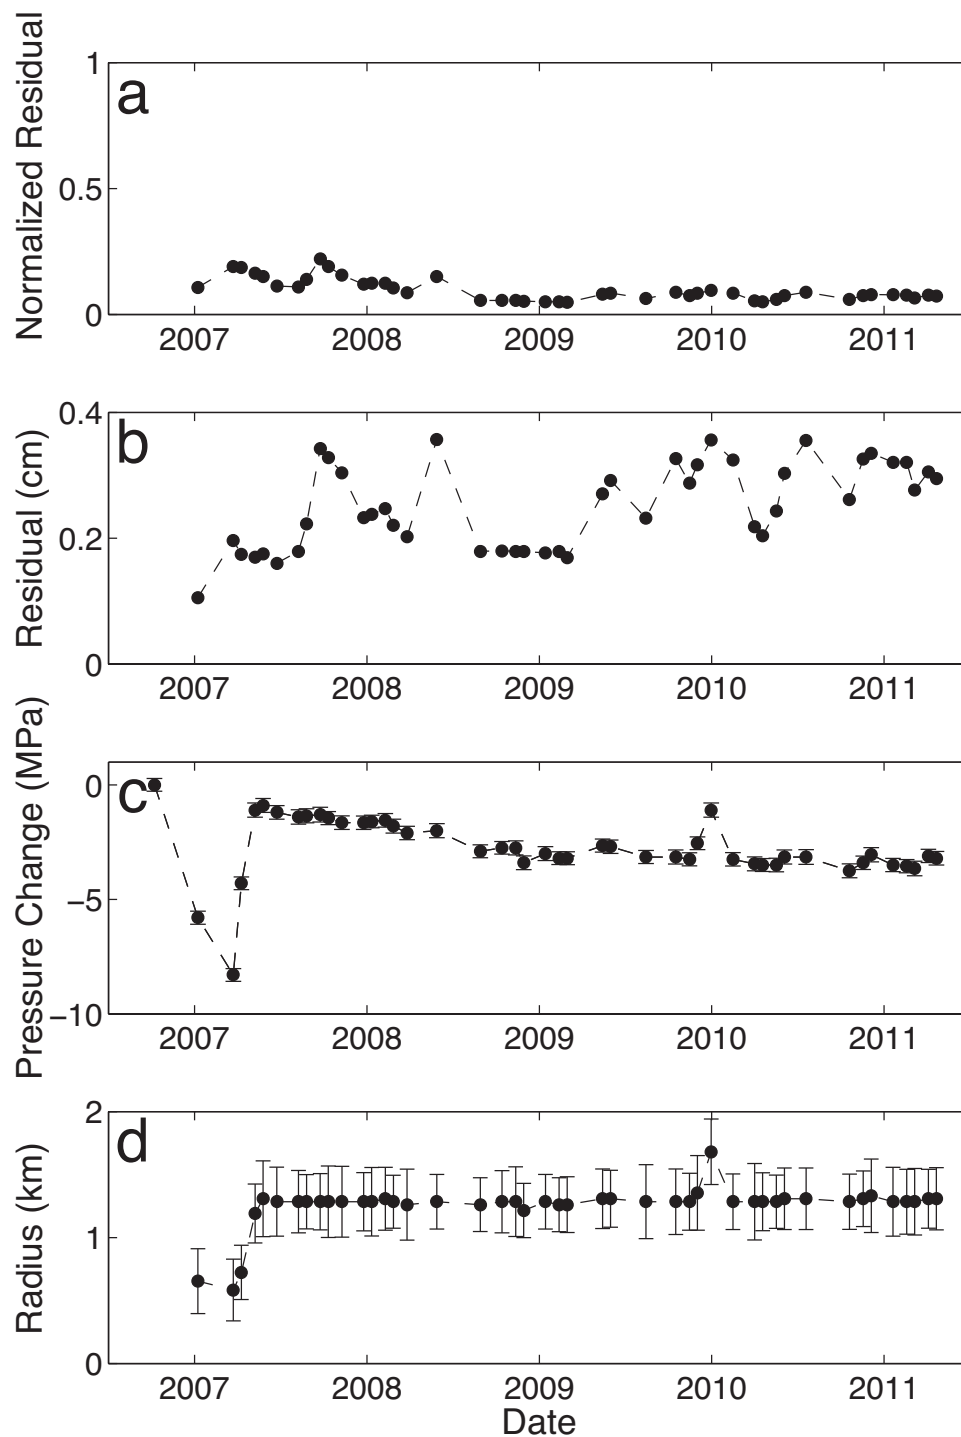 Normalized Residual
a
1
0.5
0
2007 2008 2009 2010 2011
Residual (cm)
b
0.4
0.2
0
2007 2008 2009 2010 2011
Pressure Change (MPa)
c
0
−5
−10
2007 2008 2009 2010 2011
Radius (km)
d
2
1
0
2007 2008 2009 2010 2011
Date